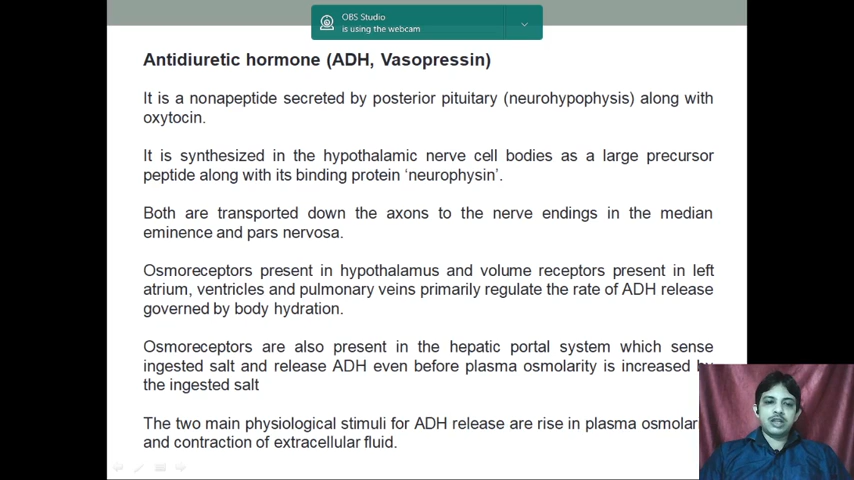 OBS Studio
is using the webcam
Antidiuretic hormone (ADH, Vasopressin)
It is a nonapeptide secreted by posterior pituitary (neurohypophysis) along with
oxytocin.
It is synthesized in the hypothalamic nerve cell bodies as a large precursor
peptide along with its binding protein ‘neurophysin’.
Both are transported down the axons to the nerve endings in the median
eminence and pars nervosa.
Osmoreceptors present in hypothalamus and volume receptors present in left
atrium, ventricles and pulmonary veins primarily regulate the rate of ADH release
governed by body hydration.
Osmoreceptors are also present in the hepatic portal system which sense
ingested salt and release ADH even before plasma osmolarity is increased by
the ingested salt
The two main physiological stimuli for ADH release are rise in plasma osmolar
and contraction of extracellular fluid.